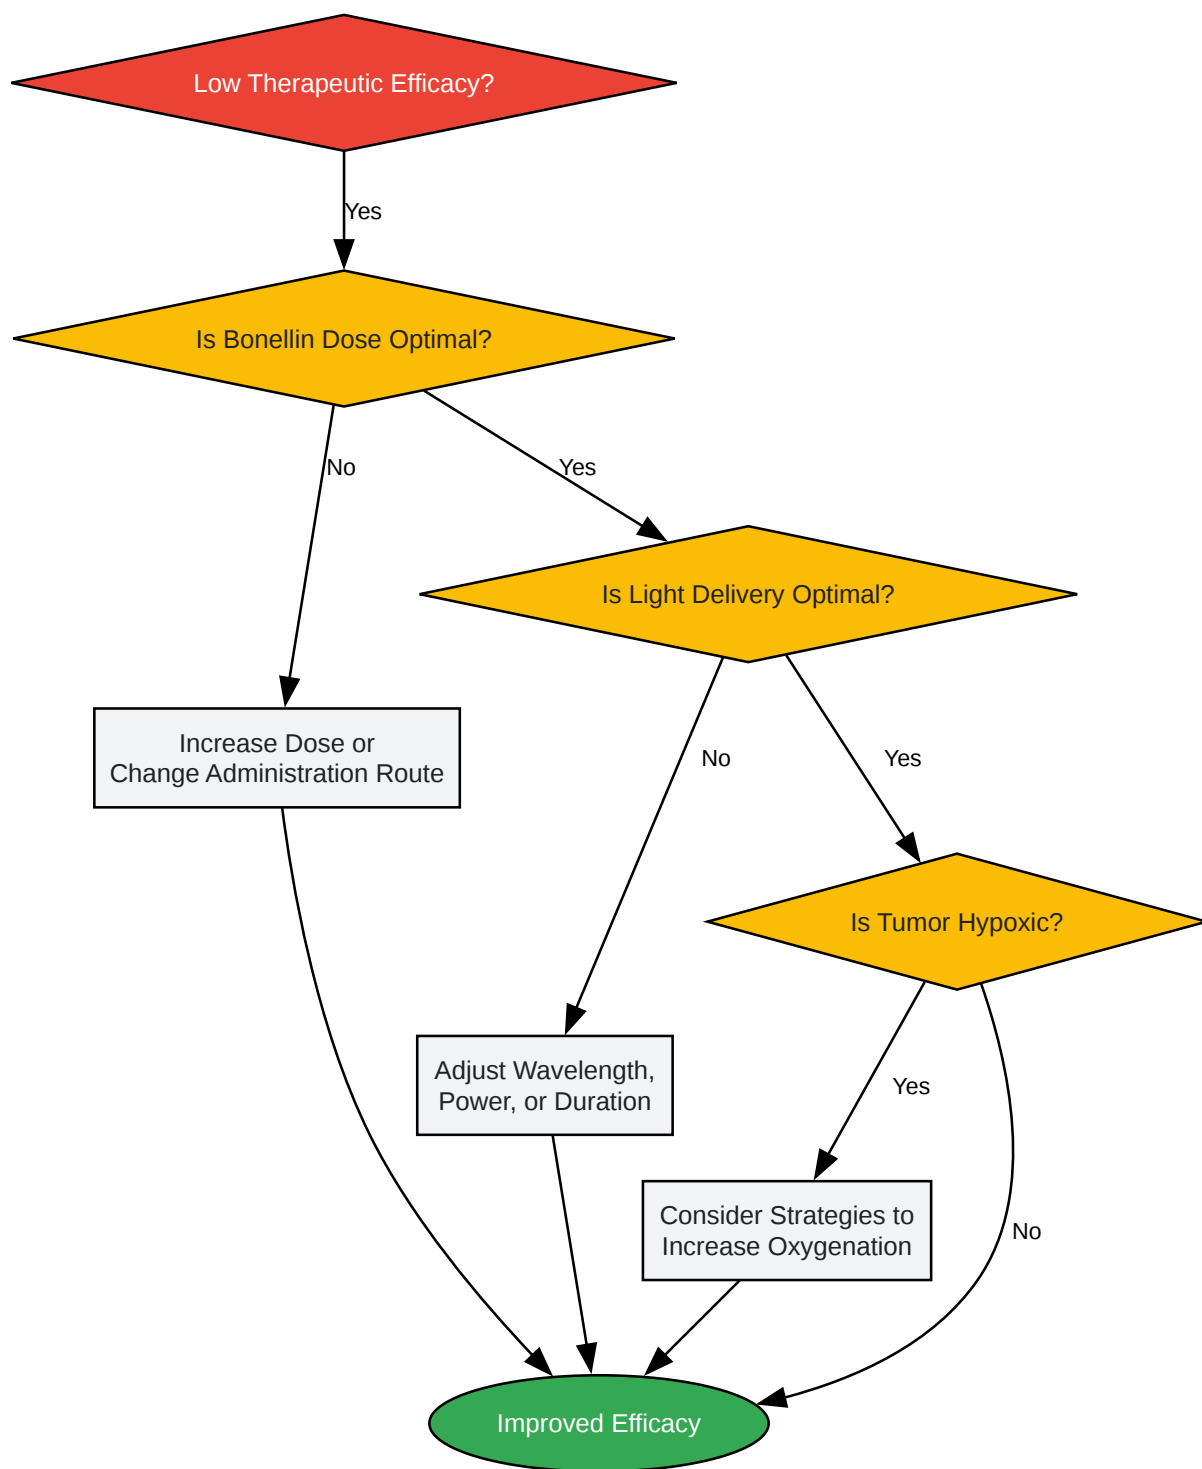 Low Therapeutic Efficacy?
Yes
Is Bonellin Dose Optimal?
No
Yes
Is Light Delivery Optimal?
Increase Dose or
Change Administration Route
No
Yes
Is Tumor Hypoxic?
Adjust Wavelength,
Power, or Duration
Yes
Consider Strategies to
Increase Oxygenation
No
Improved Efficacy